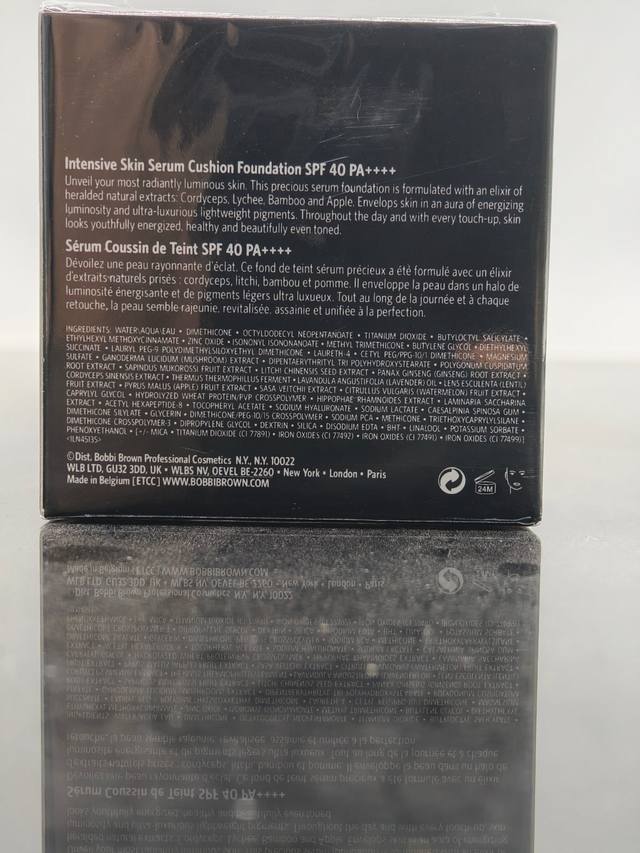 Intensive Skin Serum Cushion Foundation SPF 40 PA++++
Unveil your most radiantly luminous skin. This precious serum foundation is formulated with an elixir of
heralded natural extracts: Cordyceps, Lychee, Bamboo and Apple. Envelops skin in an aura of energizing
luminosity and ultra-luxurious lightweight pigments. Throughout the day and with every touch-up, skin
looks youthfully energized, healthy and beautifully even toned.
Sérum Coussin de Teint SPF 40 PA++++
Dévoilez une peau rayonnante d'éclat. Ce fond de teint sérum précieux a été formulé avec un élixir
d'extraits naturels prisés : cordyceps, litchi, bambou et pomme. Il enveloppe la peau dans un halo de
luminosité énergisante et de pigments légers ultra luxueux. Tout au long de la journée et à chaque
retouche, la peau semble rajeunie, revitalisée, assainie et unifiée à la perfection.
INGREDIENTS: WATER\AQUA\EAU • DIMETHICONE • OCTYLDODECYL NEOPENTANOATE • TITANIUM DIOXIDE • BUTYLOCTYL SALICYLATE •
ETHYLHEXYL METHOXYCINNAMATE • ZINC OXIDE • ISONONYL ISONONANOATE • METHYL TRIMETHICONE • BUTYLENE GLYCOL • DIETHYLHEXYL
SUCCINATE • LAURYL PEG-9 POLYDIMETHYLSILOXYETHYL DIMETHICONE • LAURETH-4 • CETYL PEG/PPG-10/1 DIMETHICONE • MAGNESIUM
SULFATE • GANODERMA LUCIDUM (MUSHROOM) EXTRACT • DIPENTAERYTHRITYL TRI POLYHYDROXYSTEARATE • POLYGONUM CUSPIDATUM
ROOT EXTRACT • SAPINDUS MUKOROSSI FRUIT EXTRACT • LITCHI CHINENSIS SEED EXTRACT • PANAX GINSENG (GINSENG) ROOT EXTRACT •
CORDYCEPS SINENSIS EXTRACT • THERMUS THERMOPHILLUS FERMENT • LAVANDULA ANGUSTIFOLIA (LAVENDER) OIL • LENS ESCULENTA (LENTIL)
FRUIT EXTRACT • PYRUS MALUS (APPLE) FRUIT EXTRACT • SASA VEITCHII EXTRACT • CITRULLUS VULGARIS (WATERMELON) FRUIT EXTRACT •
CAPRYLYL GLYCOL • HYDROLYZED WHEAT PROTEIN/PVP CROSSPOLYMER • HIPPOPHAE RHAMNOIDES EXTRACT • LAMINARIA SACCHARINA
EXTRACT • ACETYL HEXAPEPTIDE-8 • TOCOPHERYL ACETATE • SODIUM HYALURONATE • SODIUM LACTATE • CAESALPINIA SPINOSA GUM •
DIMETHICONE SILYLATE • GLYCERIN • DIMETHICONE/PEG-10/15 CROSSPOLYMER • SODIUM PCA • METHICONE • TRIETHOXYCAPRYLYLSILANE •
DIMETHICONE CROSSPOLYMER-3 • DIPROPYLENE GLYCOL • DEXTRIN • SILICA • DISODIUM EDTA • BHT • LINALOOL • POTASSIUM SORBATE •
PHENOXYETHANOL • [+/- MICA • TITANIUM DIOXIDE (CI 77891) • IRON OXIDES (CI 77492) • IRON OXIDES (CI 77491) • IRON OXIDES (CI 77499)]
<ILN45135>
©Dist. Bobbi Brown Professional Cosmetics N.Y., N.Y. 10022
WLB LTD, GU32 3DD, UK • WLBS NV, OEVEL BE-2260 • New York • London • Paris
Made in Belgium [ETCC] WWW.BOBBIBROWN.COM
24M